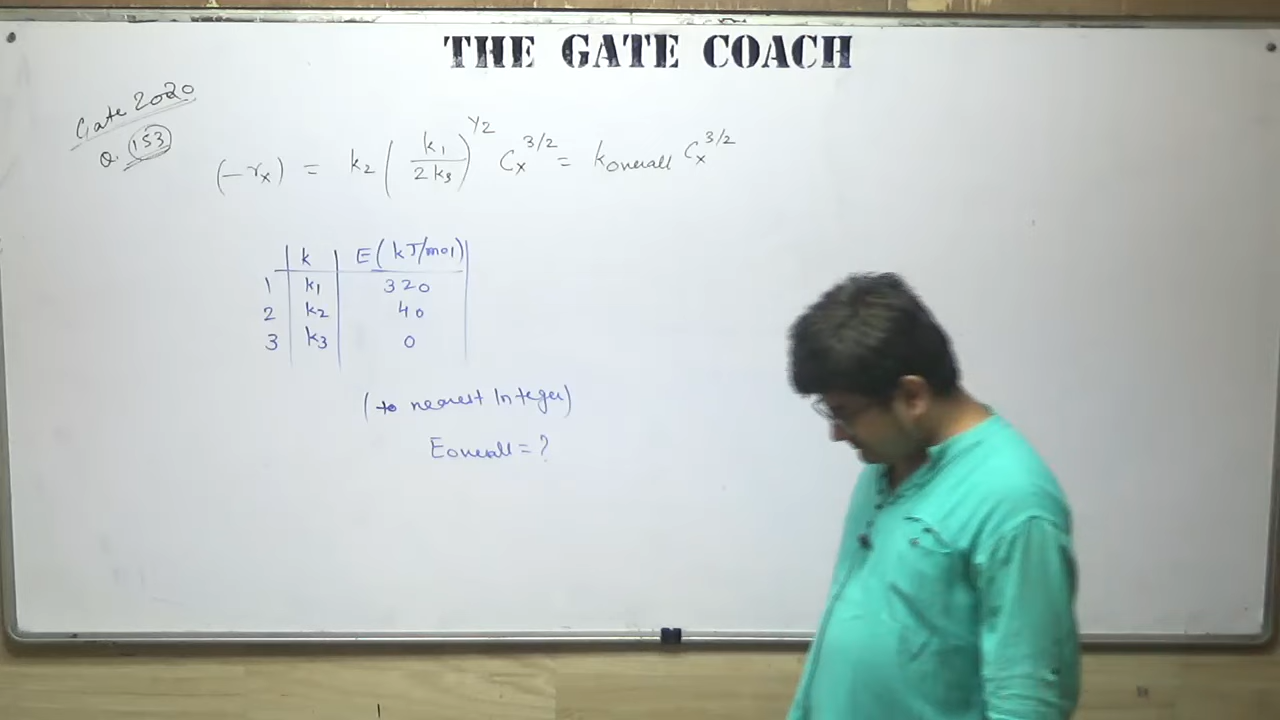 THE GATE COACH
Gate 2020
Q. 153
(-rx) = k2 ( k1 / 2k3 )^1/2 Cx^3/2 = koverall Cx^3/2
k E(kJ/mol)
1 k1 320
2 k2 40
3 k3 0
(to nearest Integer)
Eoverall = ?